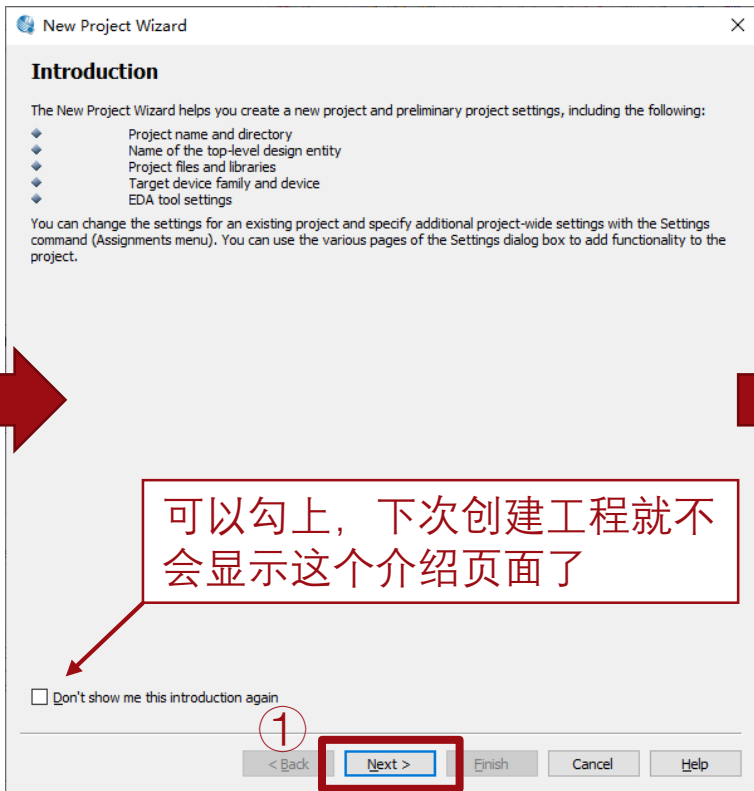 New Project Wizard
Introduction
The New Project Wizard helps you create a new project and preliminary project settings, including the following:
Project name and directory
Name of the top-level design entity
Project files and libraries
Target device family and device
EDA tool settings
You can change the settings for an existing project and specify additional project-wide settings with the Settings
command (Assignments menu). You can use the various pages of the Settings dialog box to add functionality to the
project.
可以勾上，下次创建工程就不
会显示这个介绍页面了
Don't show me this introduction again
①
< Back Next > Finish Cancel Help